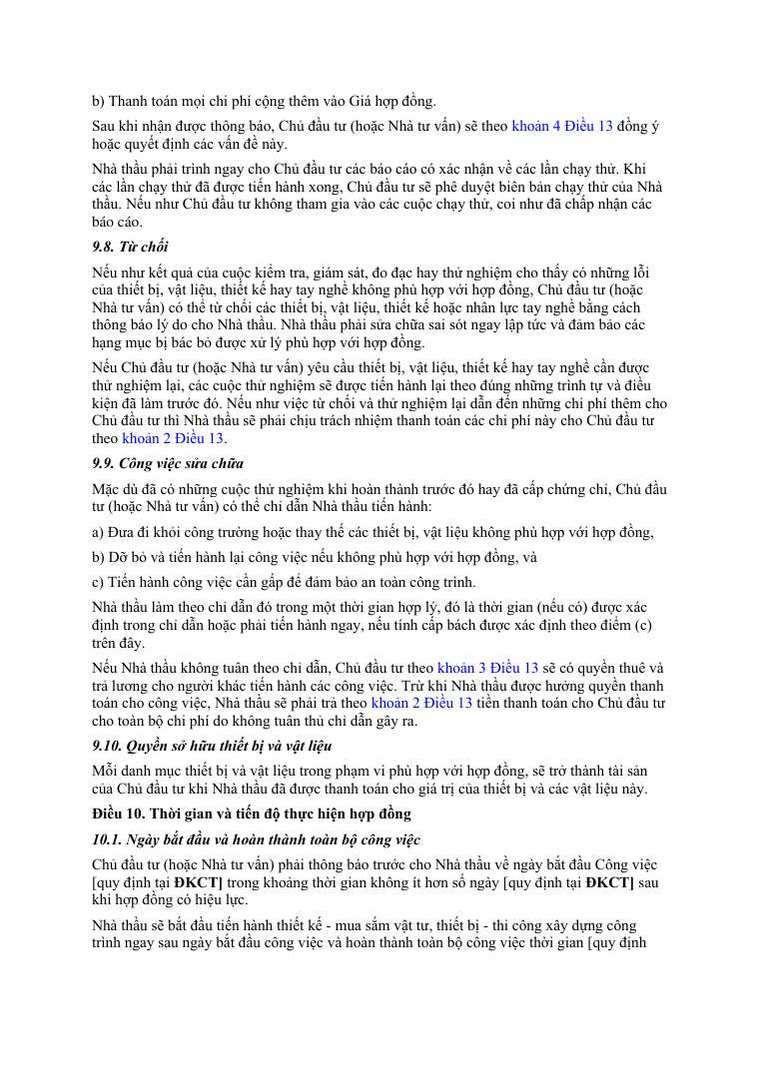 b) Thanh toán mọi chi phí cộng thêm vào Giá hợp đồng.
Sau khi nhận được thông báo, Chủ đầu tư (hoặc Nhà tư vấn) sẽ theo khoản 4 Điều 13 đồng ý
hoặc quyết định các vấn đề này.
Nhà thầu phải trình ngay cho Chủ đầu tư các báo cáo có xác nhận về các lần chạy thử. Khi
các lần chạy thử đã được tiến hành xong, Chủ đầu tư sẽ phê duyệt biên bản chạy thử của Nhà
thầu. Nếu như Chủ đầu tư không tham gia vào các cuộc chạy thử, coi như đã chấp nhận các
báo cáo.
9.8. Từ chối
Nếu như kết quả của cuộc kiểm tra, giám sát, đo đạc hay thử nghiệm cho thấy có những lỗi
của thiết bị, vật liệu, thiết kế hay tay nghề không phù hợp với hợp đồng, Chủ đầu tư (hoặc
Nhà tư vấn) có thể từ chối các thiết bị, vật liệu, thiết kế hoặc nhân lực tay nghề bằng cách
thông báo lý do cho Nhà thầu. Nhà thầu phải sửa chữa sai sót ngay lập tức và đảm bảo các
hạng mục bị bác bỏ được xử lý phù hợp với hợp đồng.
Nếu Chủ đầu tư (hoặc Nhà tư vấn) yêu cầu thiết bị, vật liệu, thiết kế hay tay nghề cần được
thử nghiệm lại, các cuộc thử nghiệm sẽ được tiến hành lại theo đúng những trình tự và điều
kiện đã làm trước đó. Nếu như việc từ chối và thử nghiệm lại dẫn đến những chi phí thêm cho
Chủ đầu tư thì Nhà thầu sẽ phải chịu trách nhiệm thanh toán các chi phí này cho Chủ đầu tư
theo khoản 2 Điều 13.
9.9. Công việc sửa chữa
Mặc dù đã có những cuộc thử nghiệm khi hoàn thành trước đó hay đã cấp chứng chỉ, Chủ đầu
tư (hoặc Nhà tư vấn) có thể chỉ dẫn Nhà thầu tiến hành:
a) Đưa đi khỏi công trường hoặc thay thế các thiết bị, vật liệu không phù hợp với hợp đồng,
b) Dỡ bỏ và tiến hành lại công việc nếu không phù hợp với hợp đồng, và
c) Tiến hành công việc cần gấp để đảm bảo an toàn công trình.
Nhà thầu làm theo chỉ dẫn đó trong một thời gian hợp lý, đó là thời gian (nếu có) được xác
định trong chỉ dẫn hoặc phải tiến hành ngay, nếu tính cấp bách được xác định theo điểm (c)
trên đây.
Nếu Nhà thầu không tuân theo chỉ dẫn, Chủ đầu tư theo khoản 3 Điều 13 sẽ có quyền thuê và
trả lương cho người khác tiến hành các công việc. Trừ khi Nhà thầu được hưởng quyền thanh
toán cho công việc, Nhà thầu sẽ phải trả theo khoản 2 Điều 13 tiền thanh toán cho Chủ đầu tư
cho toàn bộ chi phí do không tuân thủ chỉ dẫn gây ra.
9.10. Quyền sở hữu thiết bị và vật liệu
Mỗi danh mục thiết bị và vật liệu trong phạm vi phù hợp với hợp đồng, sẽ trở thành tài sản
của Chủ đầu tư khi Nhà thầu đã được thanh toán cho giá trị của thiết bị và các vật liệu này.
Điều 10. Thời gian và tiến độ thực hiện hợp đồng
10.1. Ngày bắt đầu và hoàn thành toàn bộ công việc
Chủ đầu tư (hoặc Nhà tư vấn) phải thông báo trước cho Nhà thầu về ngày bắt đầu Công việc
[quy định tại ĐKCT] trong khoảng thời gian không ít hơn số ngày [quy định tại ĐKCT] sau
khi hợp đồng có hiệu lực.
Nhà thầu sẽ bắt đầu tiến hành thiết kế - mua sắm vật tư, thiết bị - thi công xây dựng công
trình ngay sau ngày bắt đầu công việc và hoàn thành toàn bộ công việc thời gian [quy định